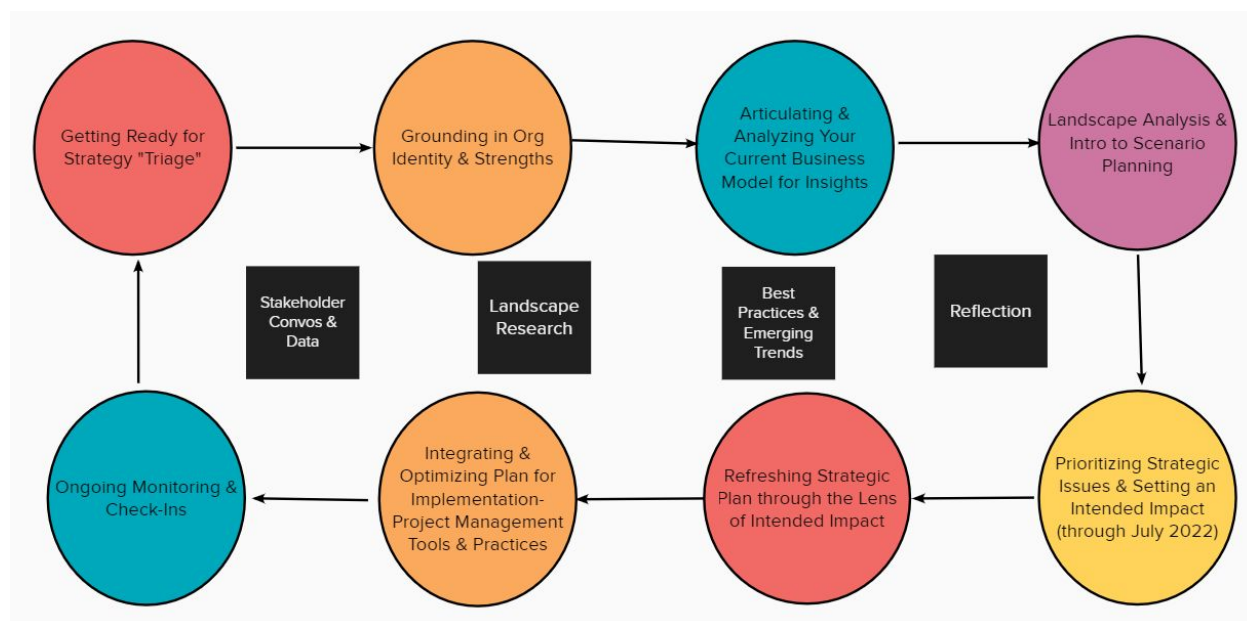 Getting Ready for
Strategy "Triage"
Grounding in Org
Identity & Strengths
Articulating &
Analyzing Your
Current Business
Model for Insights
Landscape Analysis &
Intro to Scenario
Planning
Stakeholder
Convos &
Data
Landscape
Research
Best
Practices &
Emerging
Trends
Reflection
Ongoing Monitoring &
Check-Ins
Integrating &
Optimizing Plan for
Implementation-
Project Management
Tools & Practices
Refreshing Strategic
Plan through the Lens
of Intended Impact
Prioritizing Strategic
Issues & Setting an
Intended Impact
(through July 2022)